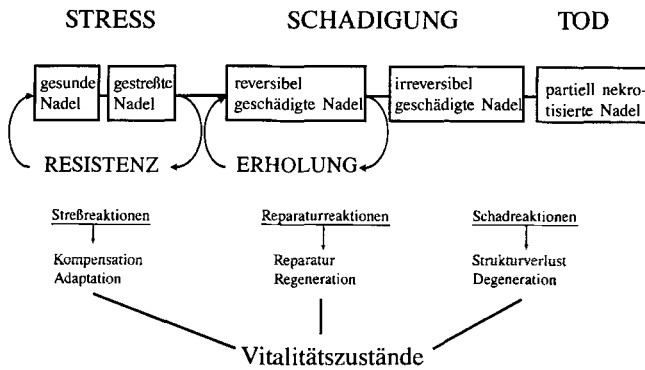 STRESS SCHADIGUNG TOD
gesunde Nadel
gestreßte Nadel
reversibel geschädigte Nadel
irreversibel geschädigte Nadel
partiell nekro-
tisierte Nadel
RESISTENZ ERHOLUNG
Streßreaktionen Reparaturreaktionen Schadreaktionen
Kompensation
Adaptation
Reparatur
Regeneration
Strukturverlust
Degeneration
Vitalitätszustände